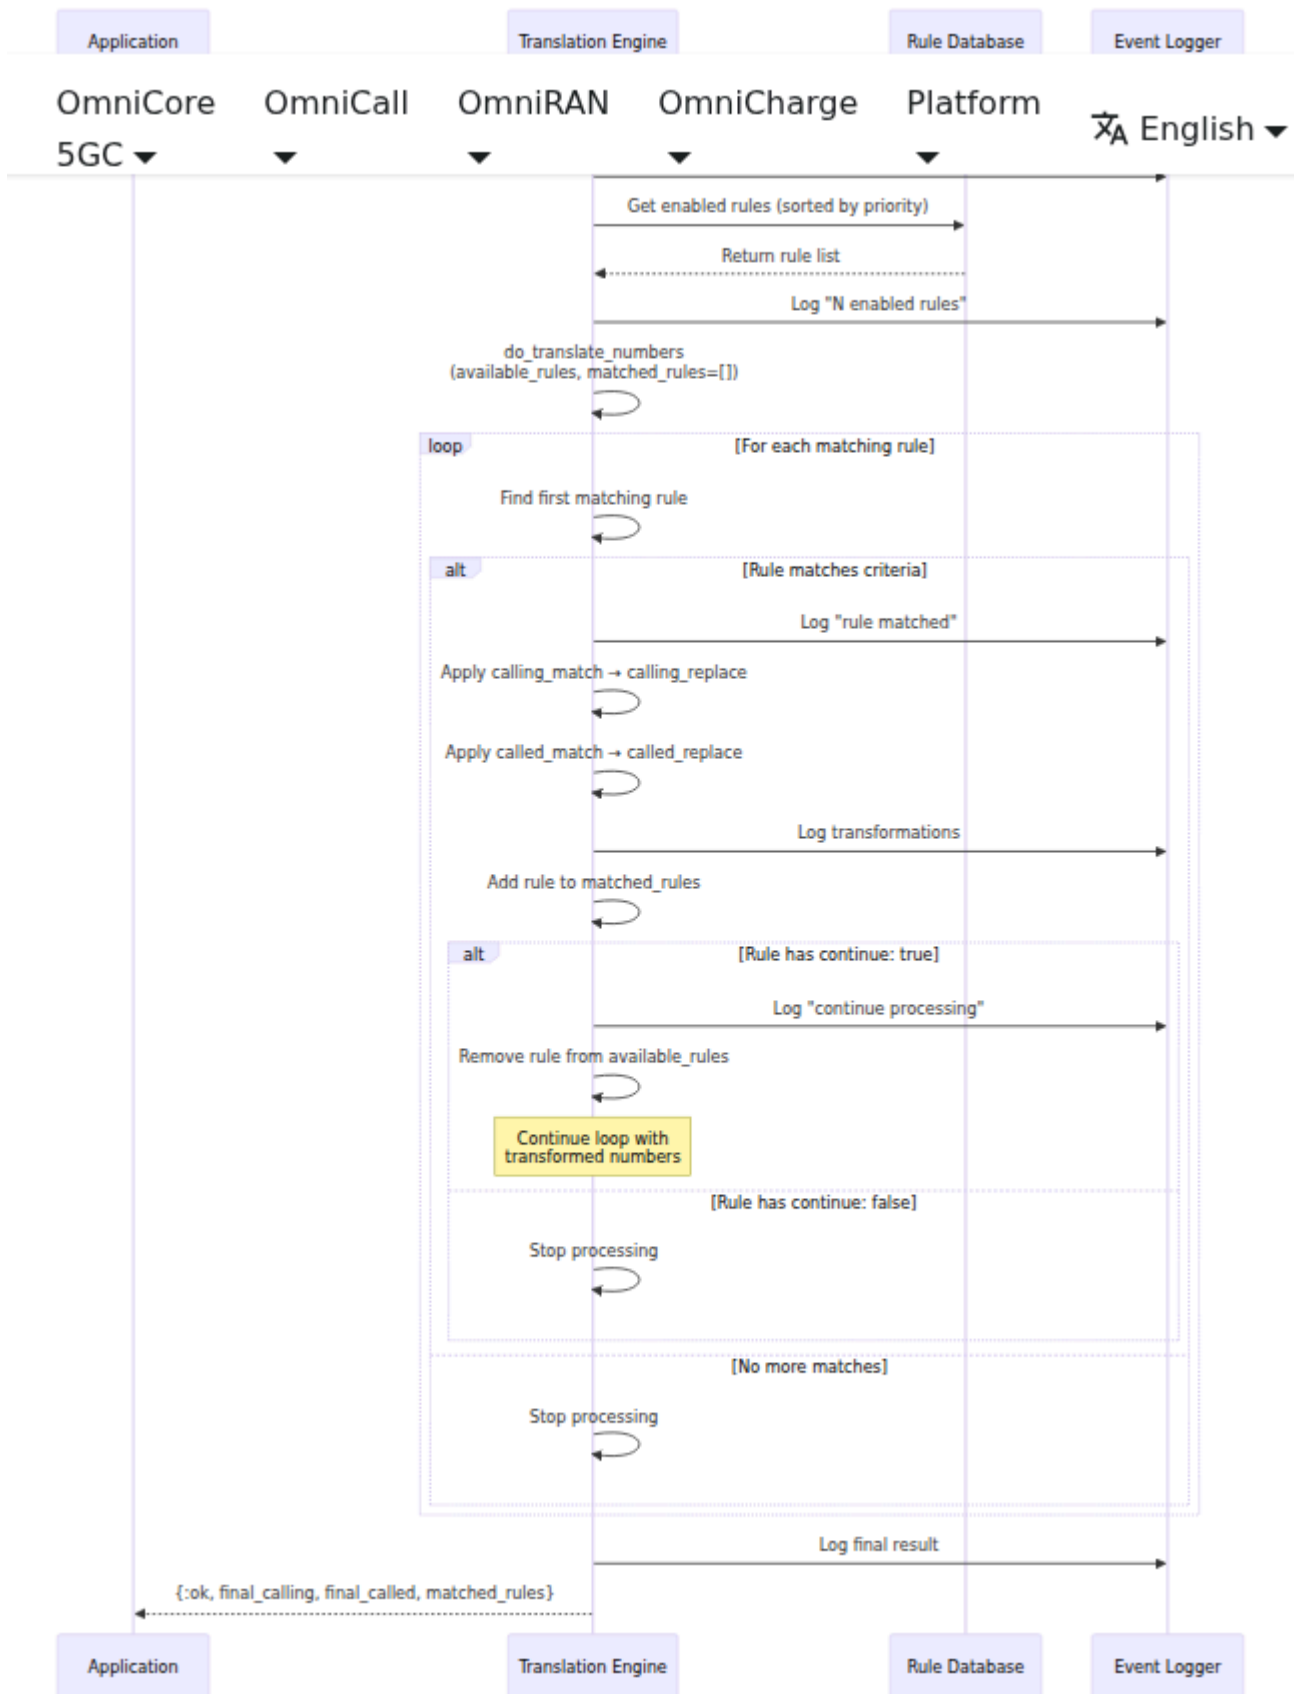 Application
Translation Engine
Rule Database
Event Logger
OmniCore
5GC
OmniCall
OmniRAN
OmniCharge
Platform
English
Get enabled rules (sorted by priority)
Return rule list
Log "N enabled rules"
do_translate_numbers
(available_rules, matched_rules=[])
loop
[For each matching rule]
Find first matching rule
alt
[Rule matches criteria]
Log "rule matched"
Apply calling_match → calling_replace
Apply called_match → called_replace
Log transformations
Add rule to matched_rules
alt
[Rule has continue: true]
Log "continue processing"
Remove rule from available_rules
Continue loop with
transformed numbers
[Rule has continue: false]
Stop processing
[No more matches]
Stop processing
Log final result
{:ok, final_calling, final_called, matched_rules}
Application
Translation Engine
Rule Database
Event Logger